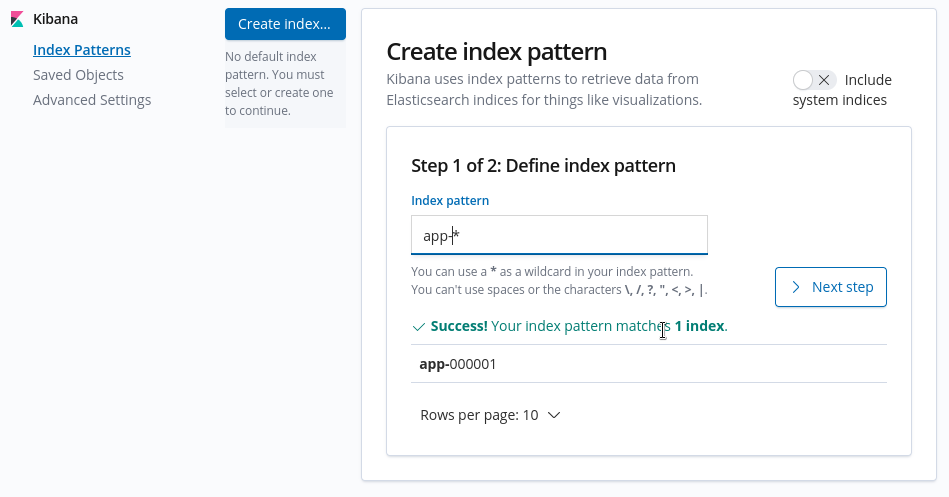 Kibana
Index Patterns
Saved Objects
Advanced Settings
Create index...
No default index
pattern. You must
select or create one
to continue.
Create index pattern
Kibana uses index patterns to retrieve data from
Elasticsearch indices for things like visualizations.
Include
system indices
Step 1 of 2: Define index pattern
Index pattern
app-*
You can use a * as a wildcard in your index pattern.
You can't use spaces or the characters \, /, ?, ", <, >, |.
Next step
Success! Your index pattern matches 1 index.
app-000001
Rows per page: 10